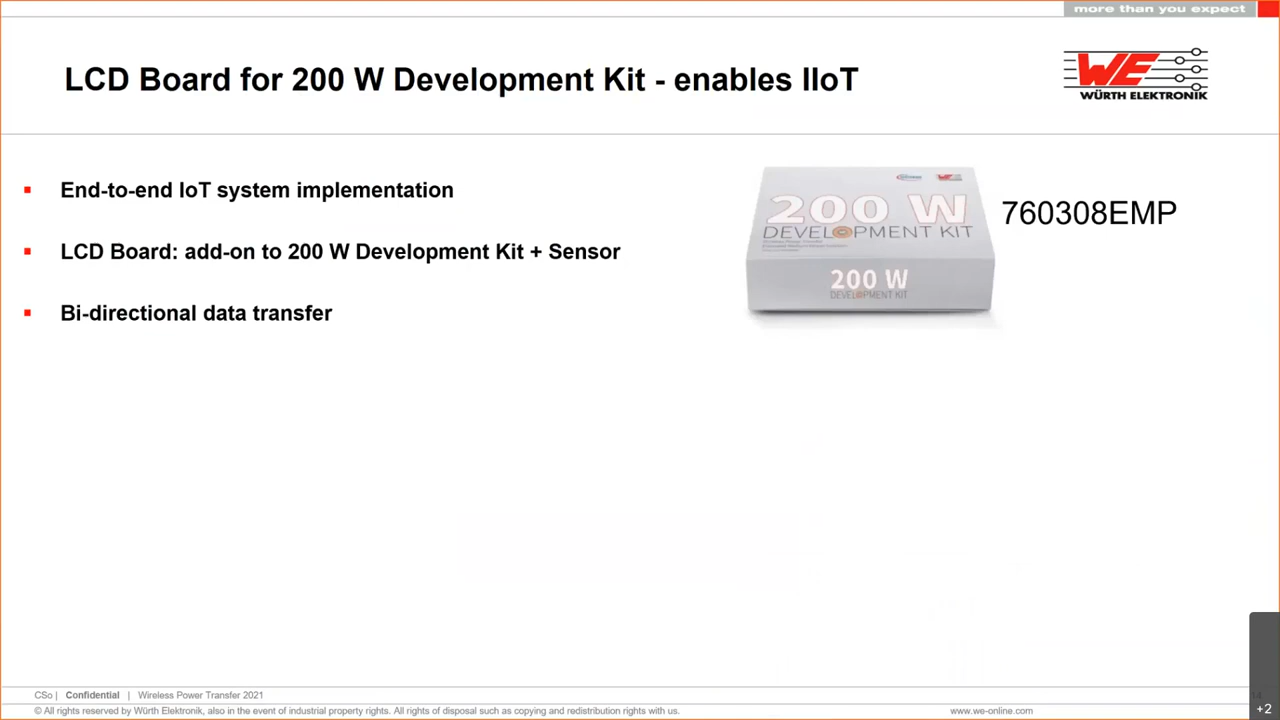 more than you expect
LCD Board for 200 W Development Kit - enables IIoT
WE
WÜRTH ELEKTRONIK
End-to-end IoT system implementation
LCD Board: add-on to 200 W Development Kit + Sensor
Bi-directional data transfer
200 W
DEVELOPMENT KIT
200 W
DEVELOPMENT KIT
760308EMP
CSo | Confidential | Wireless Power Transfer 2021
14
© All rights reserved by Würth Elektronik, also in the event of industrial property rights. All rights of disposal such as copying and redistribution rights with us.
www.we-online.com
+2